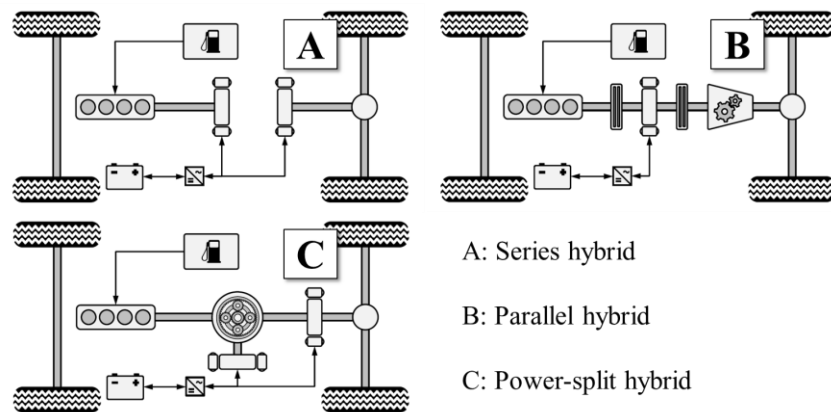 A
B
C
A: Series hybrid
B: Parallel hybrid
C: Power-split hybrid